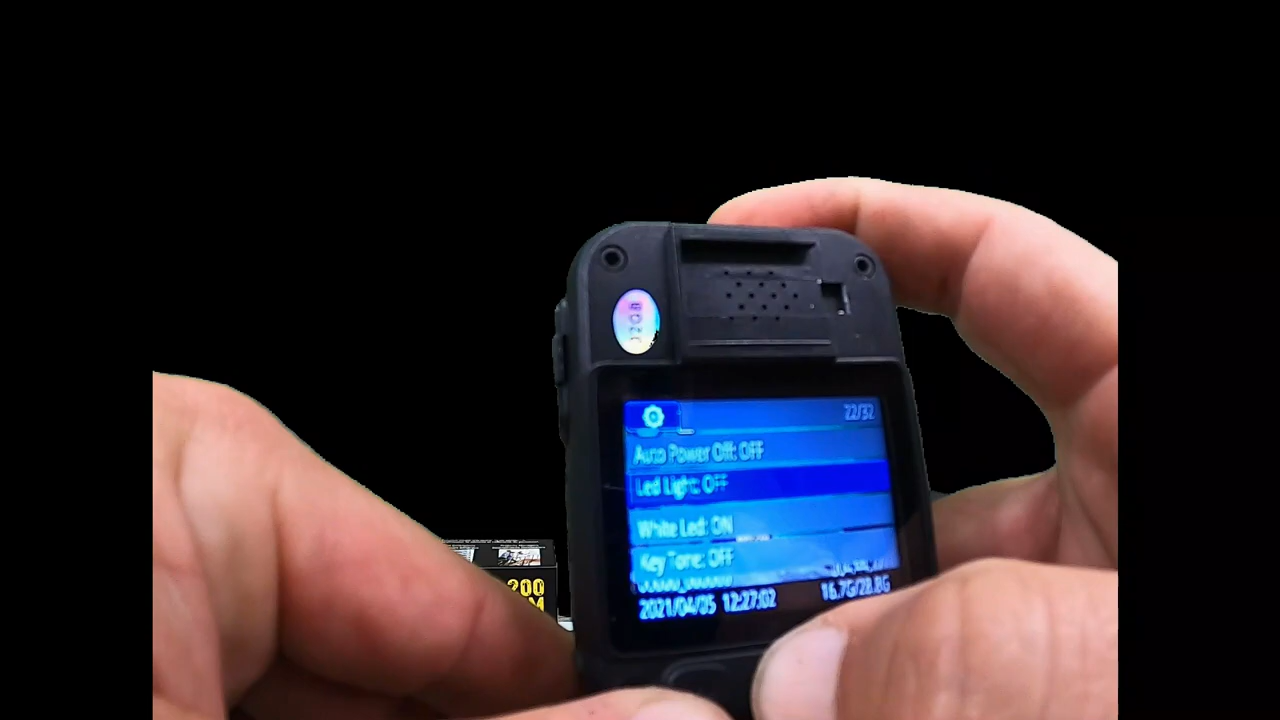 22/32
Auto Power Off: OFF
Led Light: OFF
White Led: ON
Key Tone: OFF
2021/04/05 12:27:02
16.7G/28.8G
200
M